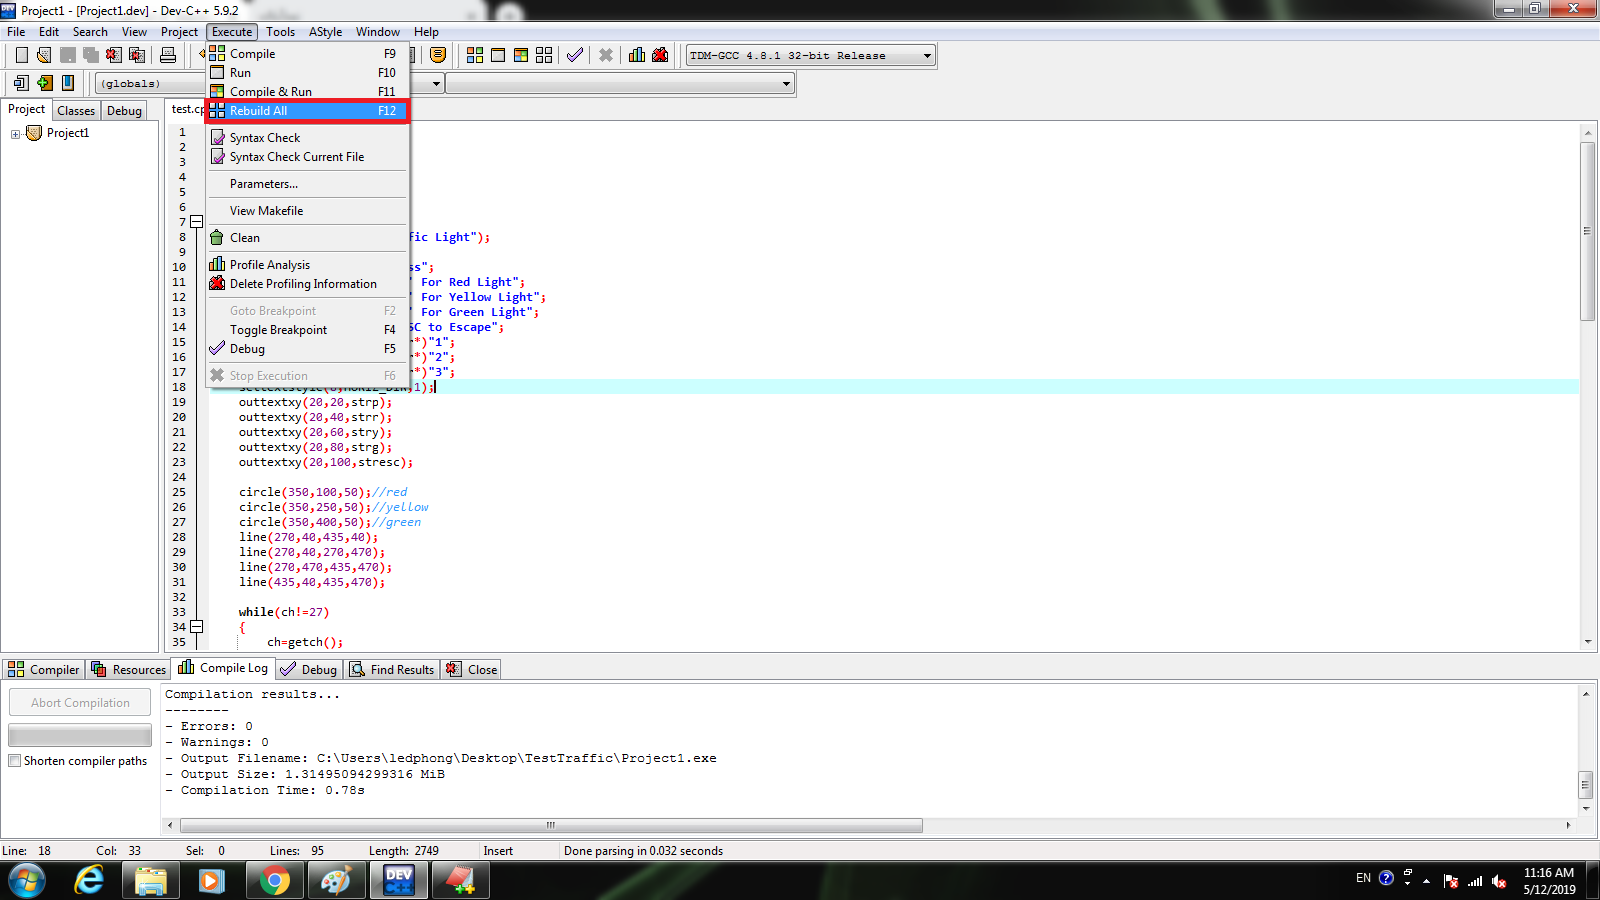 Project1 - [Project1.dev] - Dev-C++ 5.9.2
File Edit Search View Project Execute Tools AStyle Window Help
TDM-GCC 4.8.1 32-bit Release
(globals)
Project Classes Debug
Project1
test.cp
Compile F9
Run F10
Compile & Run F11
Rebuild All F12
Syntax Check
Syntax Check Current File
Parameters...
View Makefile
Clean
Profile Analysis
Delete Profiling Information
Goto Breakpoint F2
Toggle Breakpoint F4
Debug F5
Stop Execution F6
1
2
3
4
5
6
7
8 fic Light");
9
10 ss";
11 " For Red Light";
12 " For Yellow Light";
13 " For Green Light";
14 SC to Escape";
15 r*)"1";
16 r*)"2";
17 r*)"3";
18 settextstyle(8,HORIZ_DIR,1);
19 outtextxy(20,20,strp);
20 outtextxy(20,40,strr);
21 outtextxy(20,60,stry);
22 outtextxy(20,80,strg);
23 outtextxy(20,100,stresc);
24
25 circle(350,100,50);//red
26 circle(350,250,50);//yellow
27 circle(350,400,50);//green
28 line(270,40,435,40);
29 line(270,40,270,470);
30 line(270,470,435,470);
31 line(435,40,435,470);
32
33 while(ch!=27)
34 {
35 ch=getch();
Compiler Resources Compile Log Debug Find Results Close
Abort Compilation
Shorten compiler paths
Compilation results...
--------
- Errors: 0
- Warnings: 0
- Output Filename: C:\Users\ledphong\Desktop\TestTraffic\Project1.exe
- Output Size: 1.31495094299316 MiB
- Compilation Time: 0.78s
Line: 18 Col: 33 Sel: 0 Lines: 95 Length: 2749 Insert Done parsing in 0.032 seconds
DEV C++
EN
11:16 AM
5/12/2019